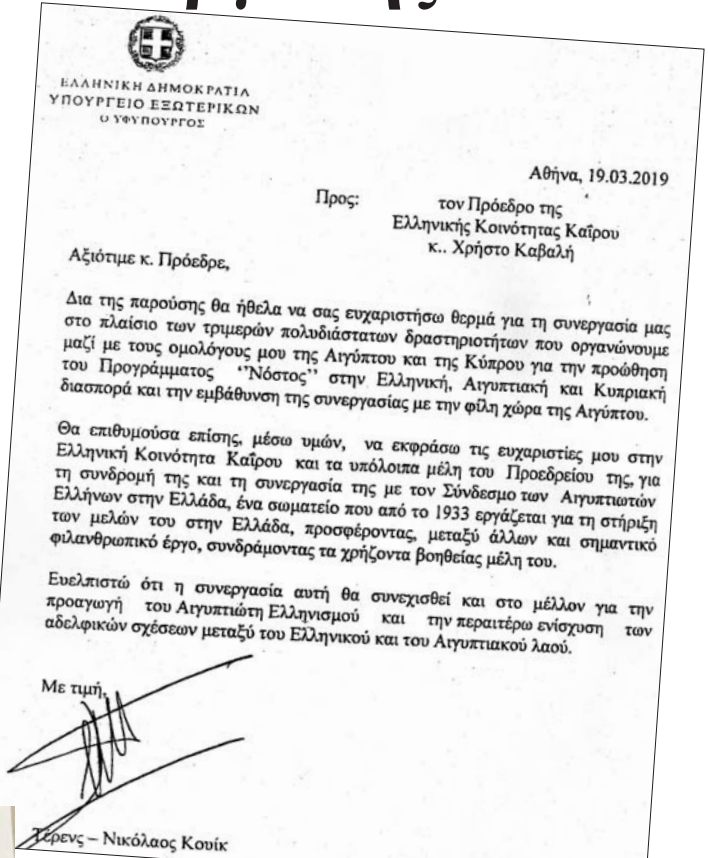 ΕΛΛΗΝΙΚΗ ΔΗΜΟΚΡΑΤΙΑ
ΥΠΟΥΡΓΕΙΟ ΕΞΩΤΕΡΙΚΩΝ
Ο ΥΦΥΠΟΥΡΓΟΣ
Αθήνα, 19.03.2019
Προς: τον Πρόεδρο της
Ελληνικής Κοινότητας Καΐρου
κ.. Χρήστο Καβαλή
Αξιότιμε κ. Πρόεδρε,
Δια της παρούσης θα ήθελα να σας ευχαριστήσω θερμά για τη συνεργασία μας
στο πλαίσιο των τριμερών πολυδιάστατων δραστηριοτήτων που οργανώνουμε
μαζί με τους ομολόγους μου της Αιγύπτου και της Κύπρου για την προώθηση
του Προγράμματος ‘‘Νόστος’’ στην Ελληνική, Αιγυπτιακή και Κυπριακή
διασπορά και την εμβάθυνση της συνεργασίας με την φίλη χώρα της Αιγύπτου.
Θα επιθυμούσα επίσης, μέσω υμών, να εκφράσω τις ευχαριστίες μου στην
Ελληνική Κοινότητα Καΐρου και τα υπόλοιπα μέλη του Προεδρείου της, για
τη συνδρομή της και τη συνεργασία της με τον Σύνδεσμο των Αιγυπτιωτών
Ελλήνων στην Ελλάδα, ένα σωματείο που από το 1933 εργάζεται για τη στήριξη
των μελών του στην Ελλάδα, προσφέροντας, μεταξύ άλλων και σημαντικό
φιλανθρωπικό έργο, συνδράμοντας τα χρήζοντα βοηθείας μέλη του.
Ευελπιστώ ότι η συνεργασία αυτή θα συνεχισθεί και στο μέλλον για την
προαγωγή του Αιγυπτιώτη Ελληνισμού και την περαιτέρω ενίσχυση των
αδελφικών σχέσεων μεταξύ του Ελληνικού και του Αιγυπτιακού λαού.
Με τιμή,
Τέρενς – Νικόλαος Κουίκ